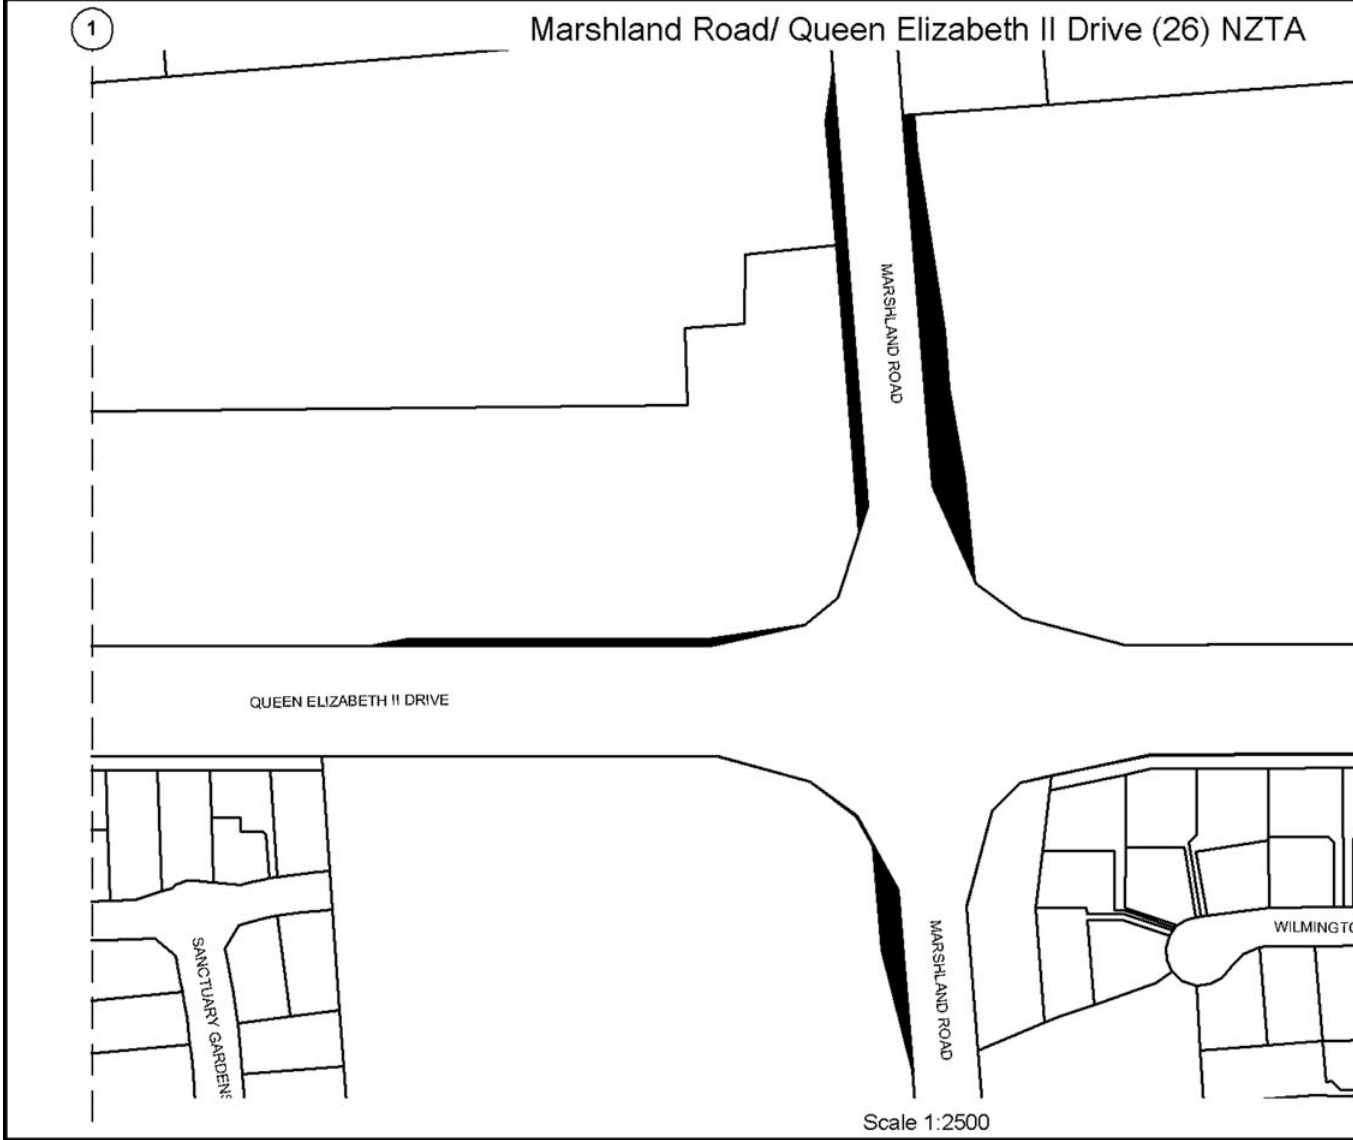 1
Marshland Road/ Queen Elizabeth II Drive (26) NZTA
MARSHLAND ROAD
QUEEN ELIZABETH II DRIVE
SANCTUARY GARDENS
MARSHLAND ROAD
WILMINGTO
Scale 1:2500